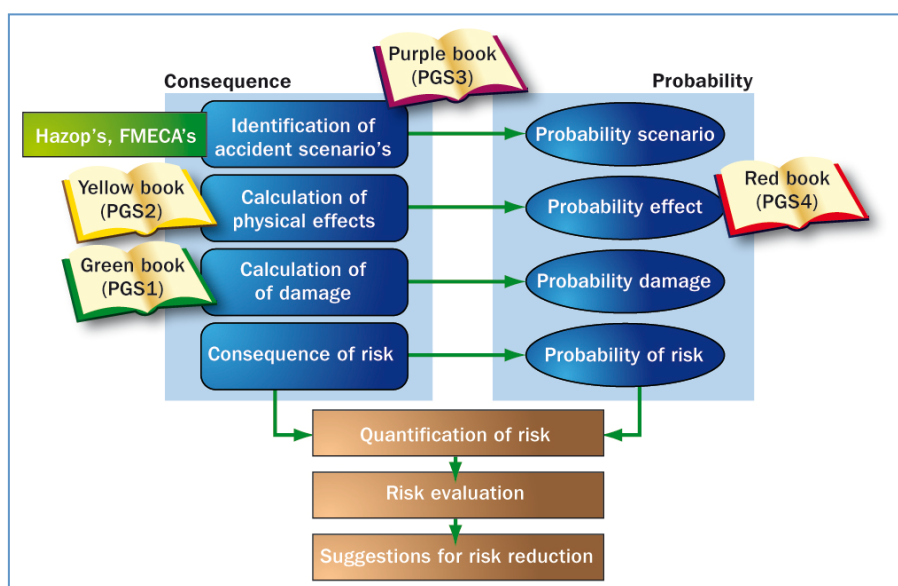 Purple book
(PGS3)
Consequence
Probability
Hazop's, FMECA's
Identification of
accident scenario's
Probability scenario
Yellow book
(PGS2)
Calculation of
physical effects
Probability effect
Red book
(PGS4)
Green book
(PGS1)
Calculation of
of damage
Probability damage
Consequence of risk
Probability of risk
Quantification of risk
Risk evaluation
Suggestions for risk reduction